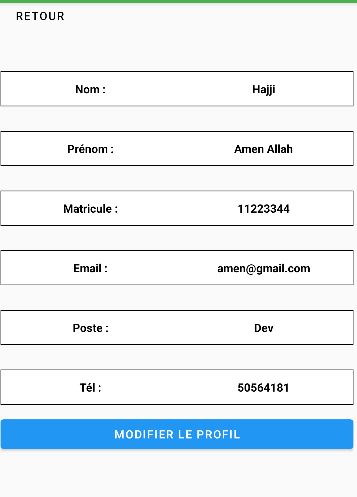 RETOUR
Nom : Hajji
Prénom : Amen Allah
Matricule : 11223344
Email : amen@gmail.com
Poste : Dev
Tél : 50564181
MODIFIER LE PROFIL